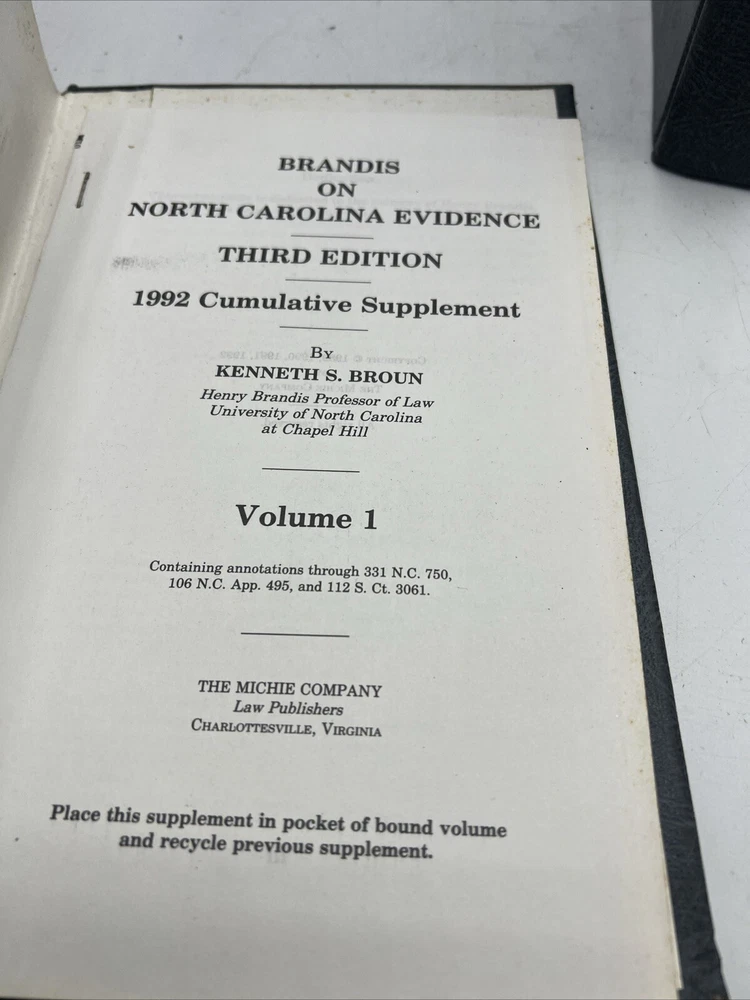 BRANDIS
ON
NORTH CAROLINA EVIDENCE
THIRD EDITION
1992 Cumulative Supplement
By
KENNETH S. BROUN
Henry Brandis Professor of Law
University of North Carolina
at Chapel Hill
Volume 1
Containing annotations through 331 N.C. 750,
106 N.C. App. 495, and 112 S. Ct. 3061.
THE MICHIE COMPANY
Law Publishers
CHARLOTTESVILLE, VIRGINIA
Place this supplement in pocket of bound volume
and recycle previous supplement.